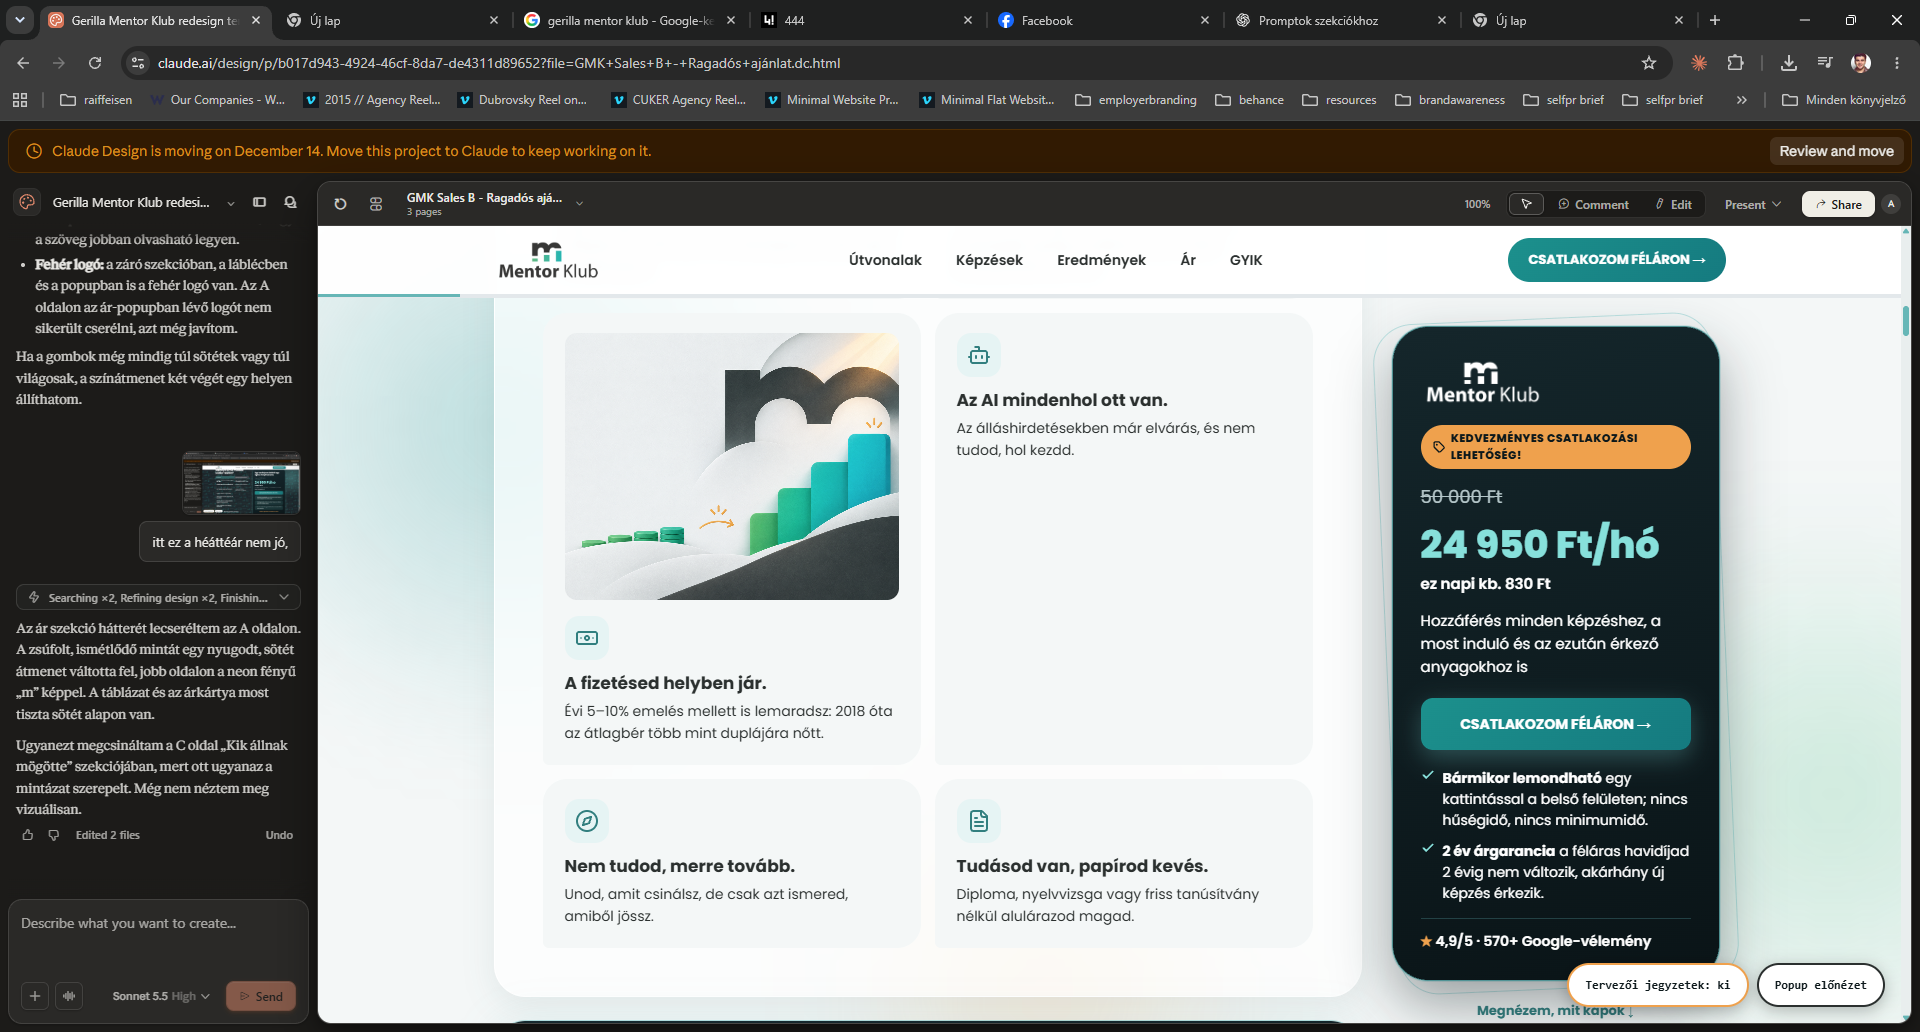 Gerilla Mentor Klub redesign te
Új lap
gerilla mentor klub - Google-ke
444
Facebook
Promptok szekciókhoz
Új lap
claude.ai/design/p/b017d943-4924-46cf-8da7-de4311d89652?file=GMK+Sales+B+-+Ragadós+ajánlat.dc.html
raiffeisen
Our Companies - W...
2015 // Agency Reel...
Dubrovsky Reel on...
CUKER Agency Reel...
Minimal Website Pr...
Minimal Flat Websit...
employerbranding
behance
resources
brandawareness
selfpr brief
selfpr brief
Minden könyvjelző
Claude Design is moving on December 14. Move this project to Claude to keep working on it.
Review and move
Gerilla Mentor Klub redesi...
a szöveg jobban olvasható legyen.
• Fehér logó: a záró szekcióban, a láblécben
és a popupban is a fehér logó van. Az A
oldalon az ár-popupban lévő logót nem
sikerült cserélni, azt még javítom.
Ha a gombok még mindig túl sötétek vagy túl
világosak, a színátmenet két végét egy helyen
állíthatom.
itt ez a héáttéár nem jó,
Searching ×2, Refining design ×2, Finishin...
Az ár szekció hátterét lecseréltem az A oldalon.
A zsúfolt, ismétlődő mintát egy nyugodt, sötét
átmenet váltotta fel, jobb oldalon a neon fényű
„m” képpel. A táblázat és az árkártya most
tiszta sötét alapon van.
Ugyanezt megcsináltam a C oldal „Kik állnak
mögötte” szekciójában, mert ott ugyanaz a
mintázat szerepelt. Még nem néztem meg
vizuálisan.
Edited 2 files
Undo
Describe what you want to create...
Sonnet 5.5 High
Send
GMK Sales B - Ragadós ajá...
3 pages
100%
Comment
Edit
Present
Share
A
m
Mentor Klub
Útvonalak
Képzések
Eredmények
Ár
GYIK
CSATLAKOZOM FÉLÁRON →
A fizetésed helyben jár.
Évi 5–10% emelés mellett is lemaradsz: 2018 óta
az átlagbér több mint duplájára nőtt.
Az AI mindenhol ott van.
Az álláshirdetésekben már elvárás, és nem
tudod, hol kezdd.
Nem tudod, merre tovább.
Unod, amit csinálsz, de csak azt ismered,
amiből jössz.
Tudásod van, papírod kevés.
Diploma, nyelvvizsga vagy friss tanúsítvány
nélkül alulárazod magad.
m
Mentor Klub
KEDVEZMÉNYES CSATLAKOZÁSI
LEHETŐSÉG!
50 000 Ft
24 950 Ft/hó
ez napi kb. 830 Ft
Hozzáférés minden képzéshez, a
most induló és az ezután érkező
anyagokhoz is
CSATLAKOZOM FÉLÁRON →
Bármikor lemondható egy
kattintással a belső felületen; nincs
hűségidő, nincs minimumidő.
2 év árgarancia a féláras havidíjad
2 évig nem változik, akárhány új
képzés érkezik.
★ 4,9/5 · 570+ Google-vélemény
Tervezői jegyzetek: ki
Popup előnézet
Megnézem, mit kapok ↓